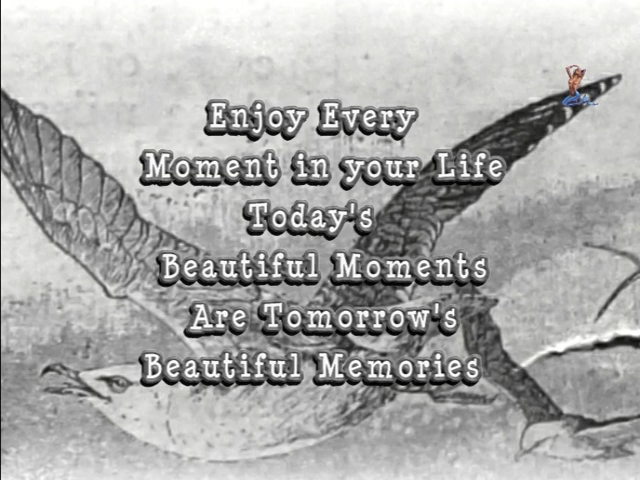 Enjoy Every
Moment in your Life
Today's
Beautiful Moments
Are Tomorrow's
Beautiful Memories